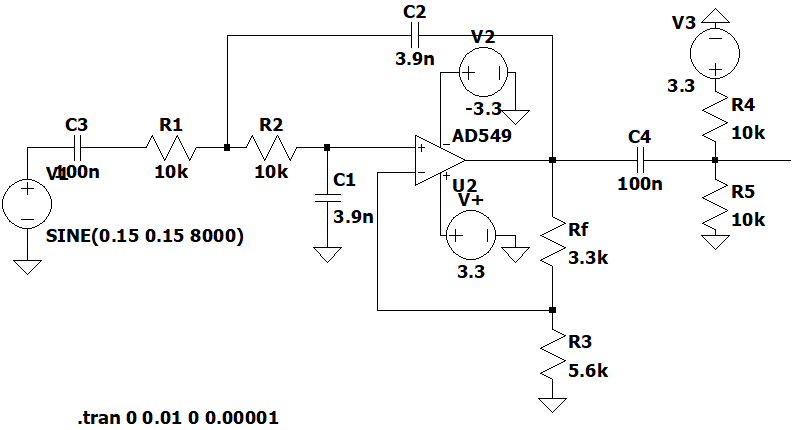 C2
3.9n
V2
-3.3
V3
3.3
R4
10k
C3
100n
R1
10k
R2
10k
AD549
C4
100n
V1
SINE(0.15 0.15 8000)
C1
3.9n
U2
V+
3.3
R5
10k
Rf
3.3k
R3
5.6k
.tran 0 0.01 0 0.00001